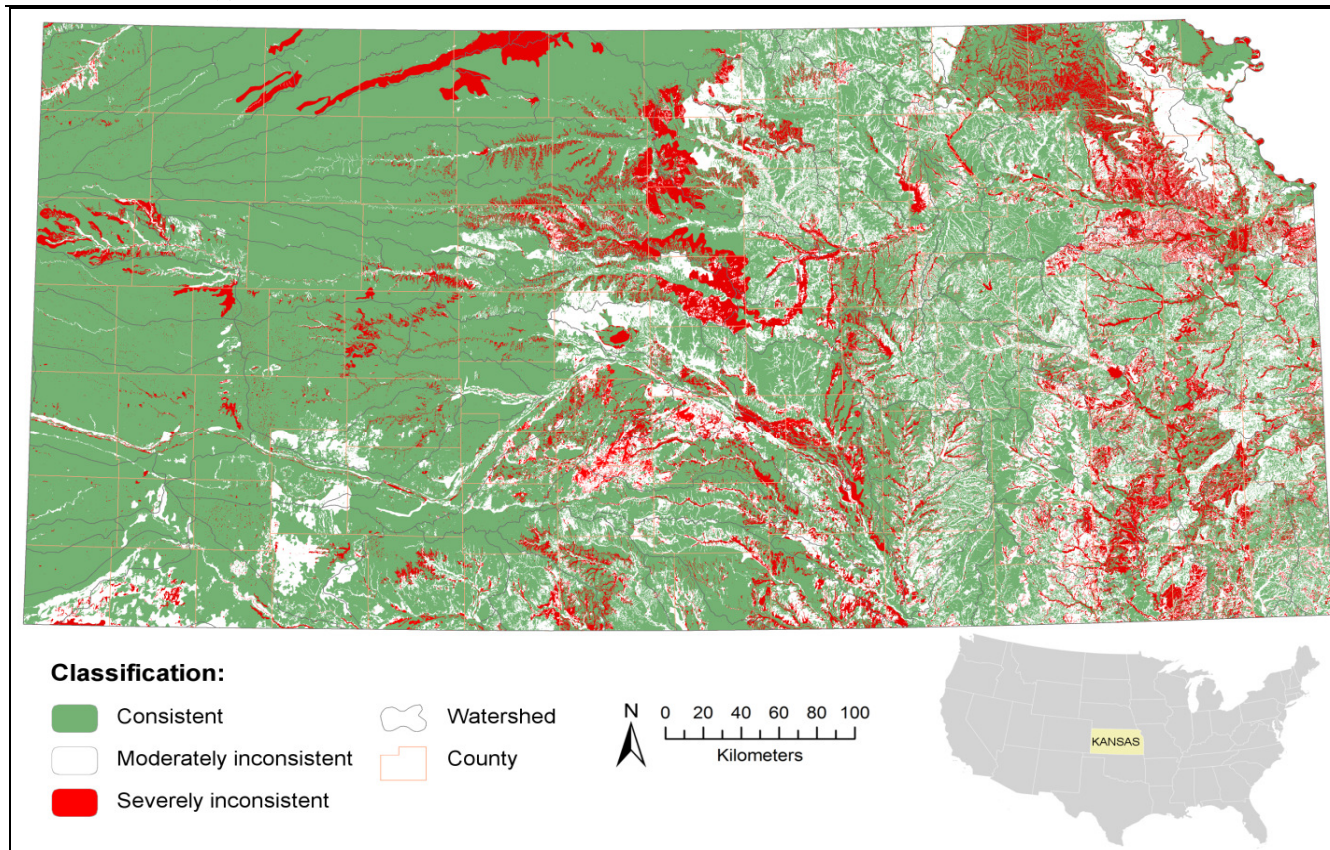 Classification:
Consistent
Moderately inconsistent
Severely inconsistent
Watershed
County
N
0 20 40 60 80 100
Kilometers
KANSAS